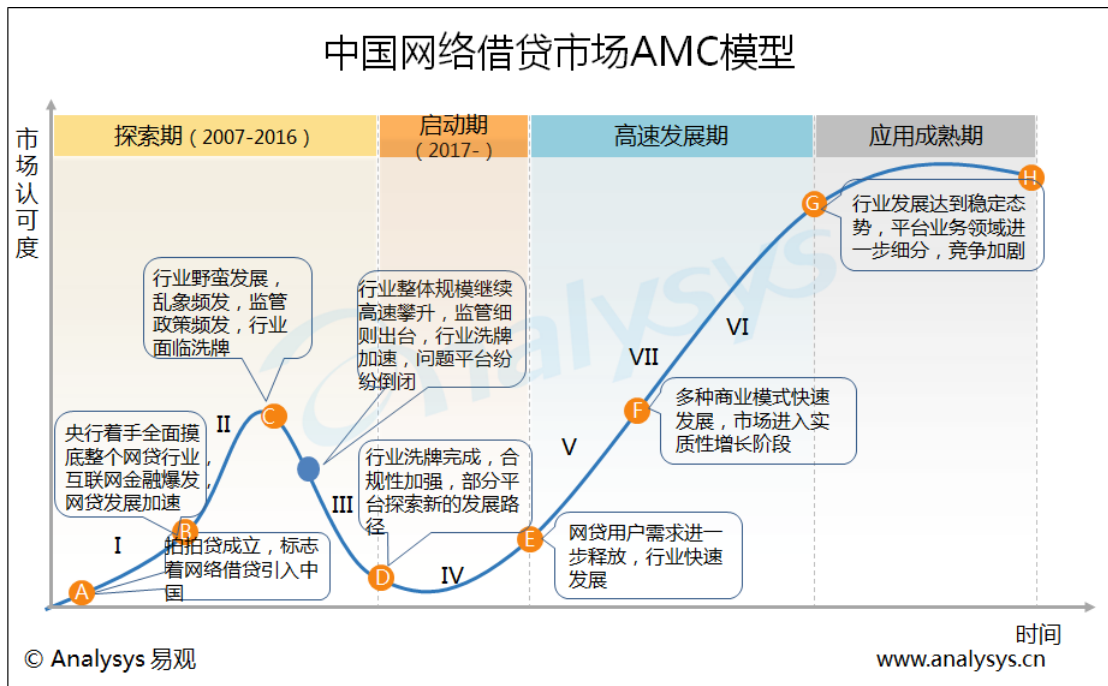 中国网络借贷市场AMC模型
市场认可度
探索期（2007-2016）
启动期
（2017-）
高速发展期
应用成熟期
H
G
行业发展达到稳定态
势，平台业务领域进
一步细分，竞争加剧
行业野蛮发展，
乱象频发，监管
政策频发，行业
面临洗牌
行业整体规模继续
高速攀升，监管细
则出台，行业洗牌
加速，问题平台纷
纷倒闭
VI
VII
II
C
F
多种商业模式快速
发展，市场进入实
质性增长阶段
央行着手全面摸
底整个网贷行业，
互联网金融爆发，
网贷发展加速
V
行业洗牌完成，合
规性加强，部分平
台探索新的发展路
径
III
B
I
E
网贷用户需求进一
步释放，行业快速
发展
拍拍贷成立，标志
着网络借贷引入中
国
D
IV
A
时间
© Analysys 易观
www.analysys.cn
Analysys